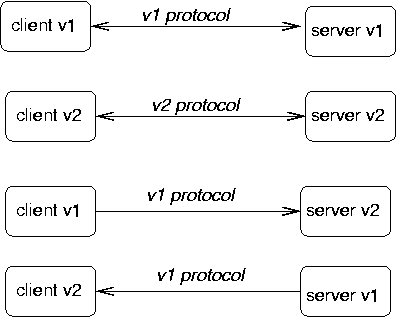 client v1
v1 protocol
server v1
client v2
v2 protocol
server v2
client v1
v1 protocol
server v2
client v2
v1 protocol
server v1